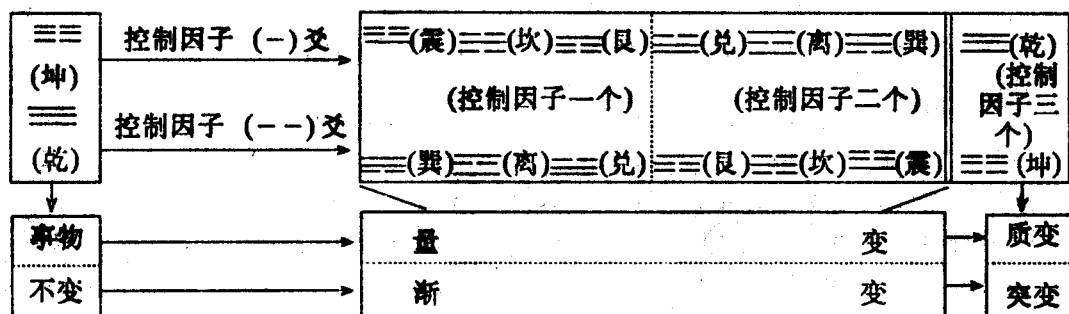 控制因子 (—) 爻
(坤)
控制因子 (— —) 爻
(乾)
(震) (坎) (艮) (兑) (离) (巽) (乾)
(控制因子一个) (控制因子二个) (控制因子三个)
(巽) (离) (兑) (艮) (坎) (震) (坤)
事物 量 变 质变
不变 渐 变 突变